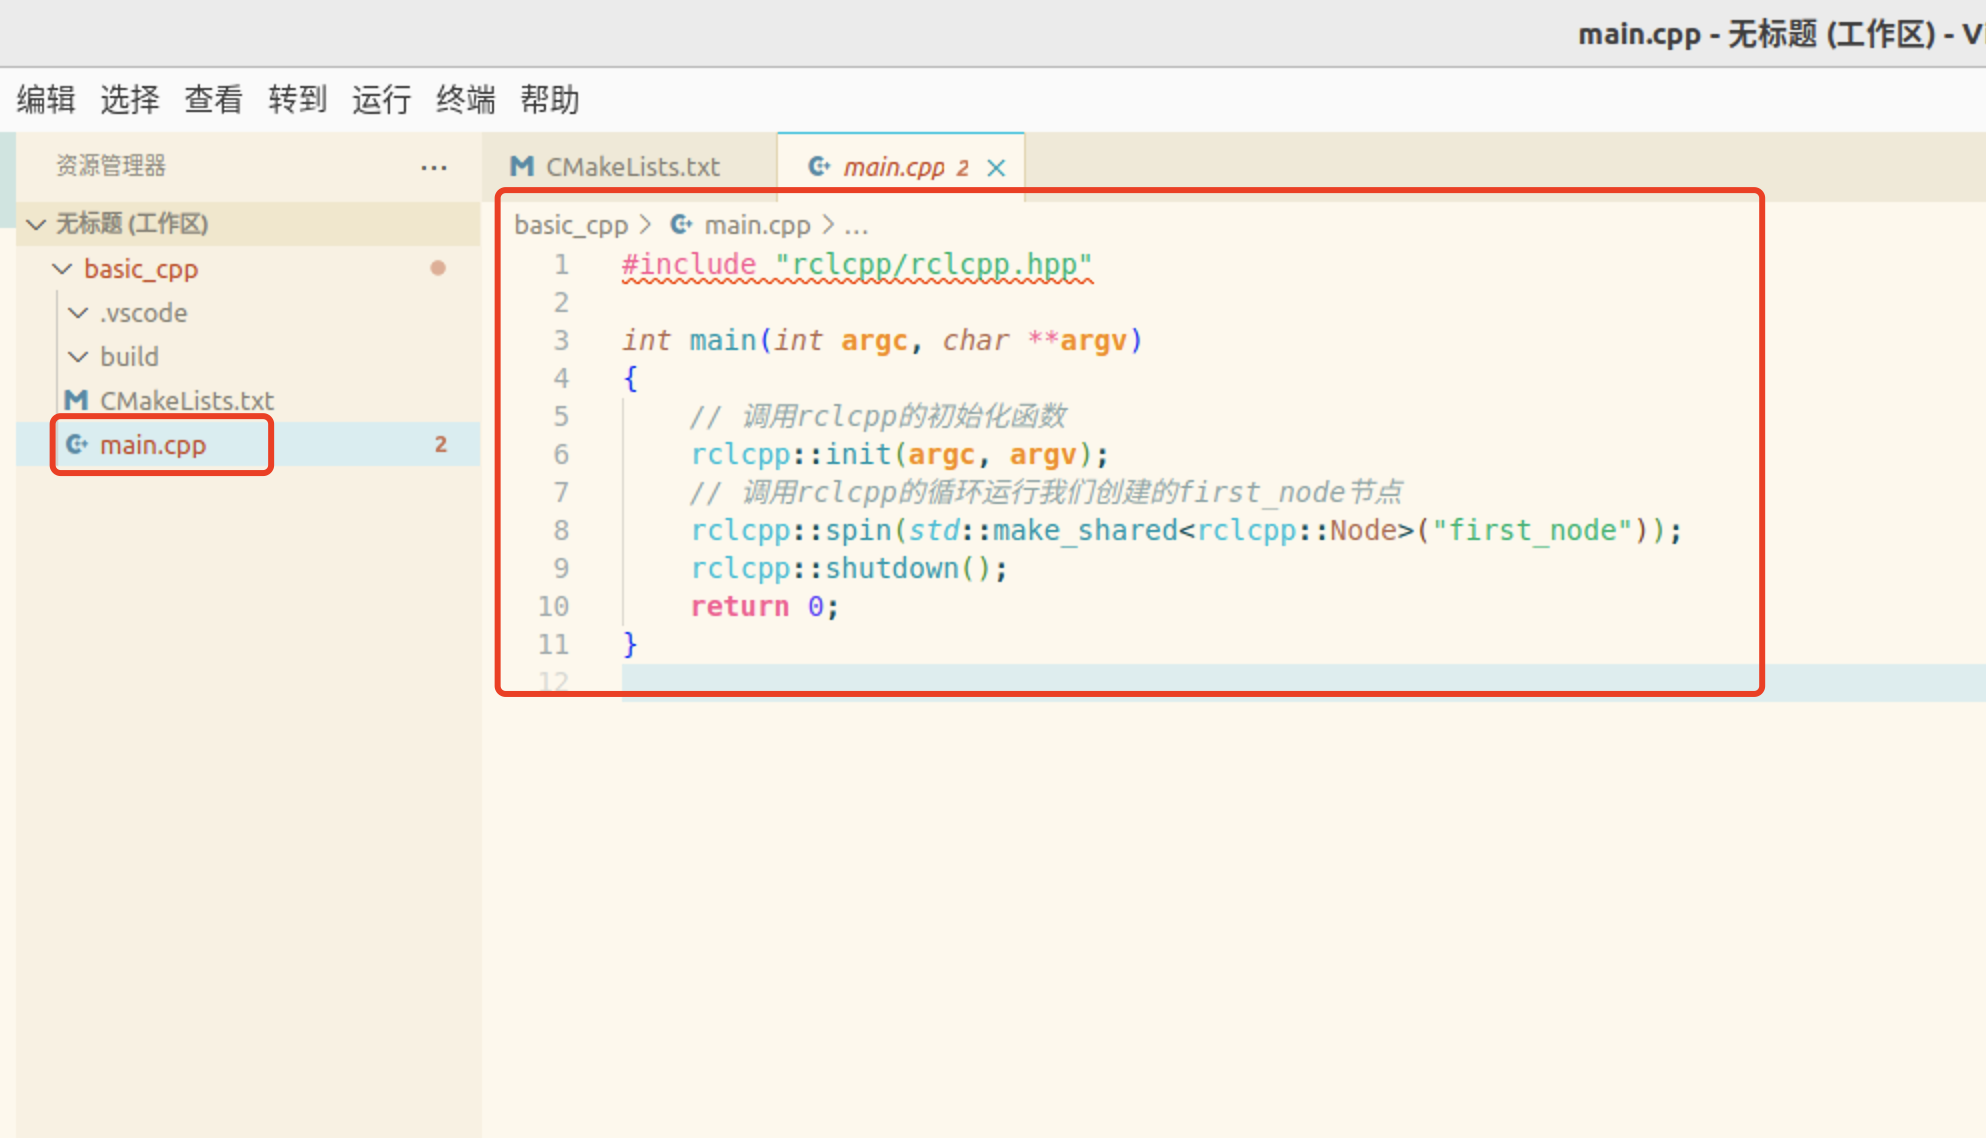 main.cpp - 无标题 (工作区) -
编辑 选择 查看 转到 运行 终端 帮助
资源管理器 ...
无标题 (工作区)
basic_cpp
.vscode
build
CMakeLists.txt
main.cpp 2
CMakeLists.txt
main.cpp 2
basic_cpp > main.cpp > ...
1 #include "rclcpp/rclcpp.hpp"
2
3 int main(int argc, char **argv)
4 {
5 // 调用rclcpp的初始化函数
6 rclcpp::init(argc, argv);
7 // 调用rclcpp的循环运行我们创建的first_node节点
8 rclcpp::spin(std::make_shared<rclcpp::Node>("first_node"));
9 rclcpp::shutdown();
10 return 0;
11 }
12